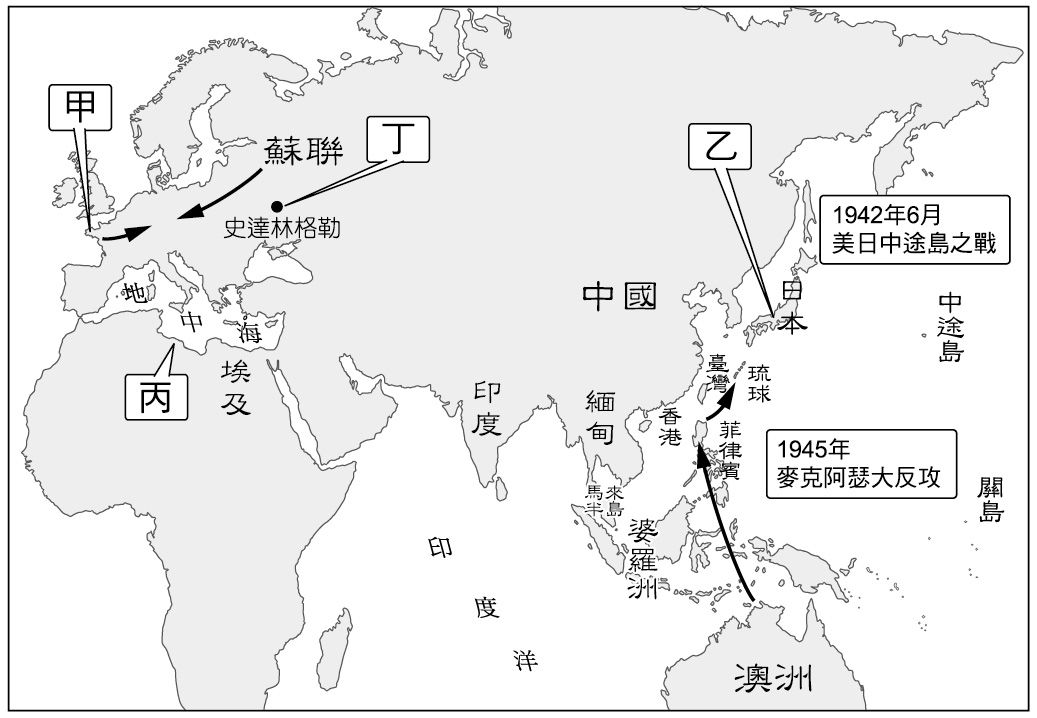 甲
丁
蘇聯
乙
1942年6月
美日中途島之戰
史達林格勒
中國
日本
中途島
地中海
丙
埃及
印度
緬甸
臺灣
琉球
香港
菲律賓
1945年
麥克阿瑟大反攻
關島
馬來
半島
婆羅洲
印度洋
澳洲